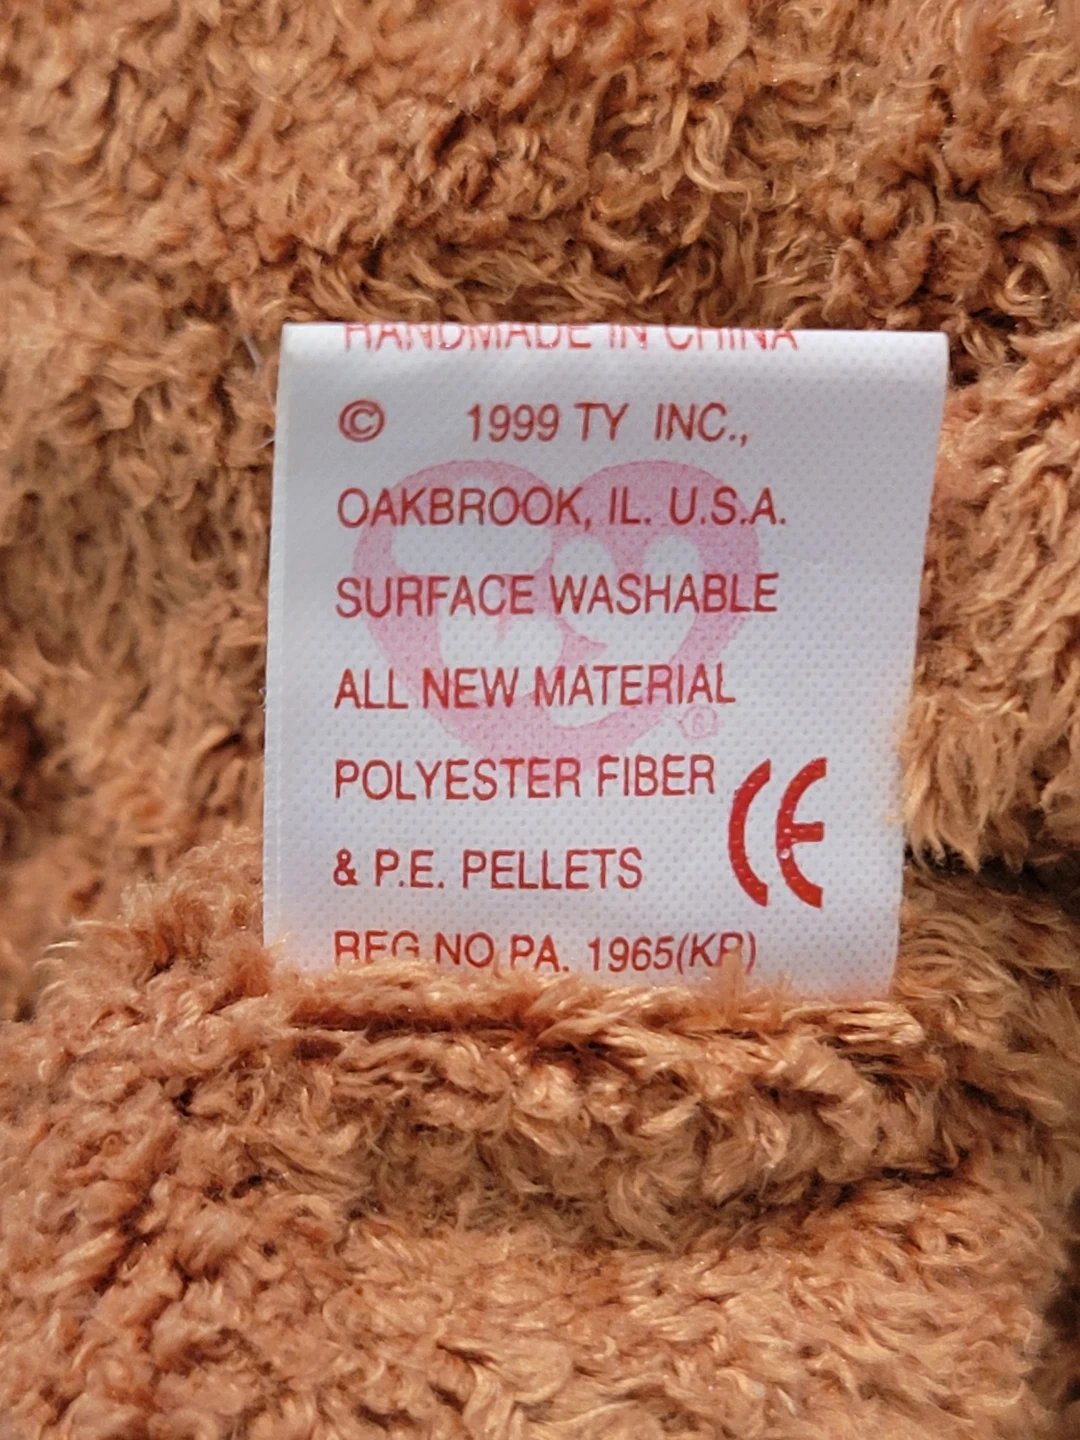 HANDMADE IN CHINA
© 1999 TY INC.,
OAKBROOK, IL. U.S.A.
SURFACE WASHABLE
ALL NEW MATERIAL
POLYESTER FIBER
& P.E. PELLETS
CE
REG NO PA. 1965(KR)
ty ®